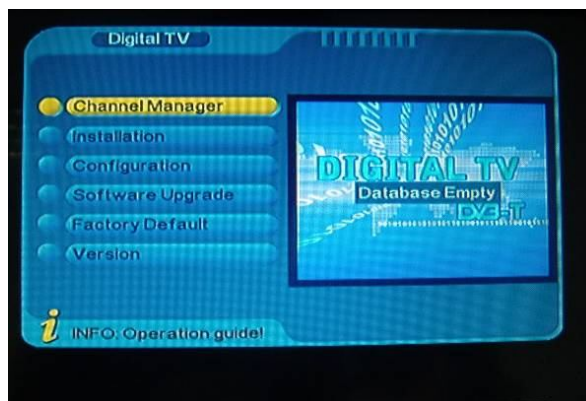 Digital TV
Channel Manager
Installation
Configuration
Software Upgrade
Factory Default
Version
DIGITAL TV
Database Empty
DVB-T
INFO: Operation guide!